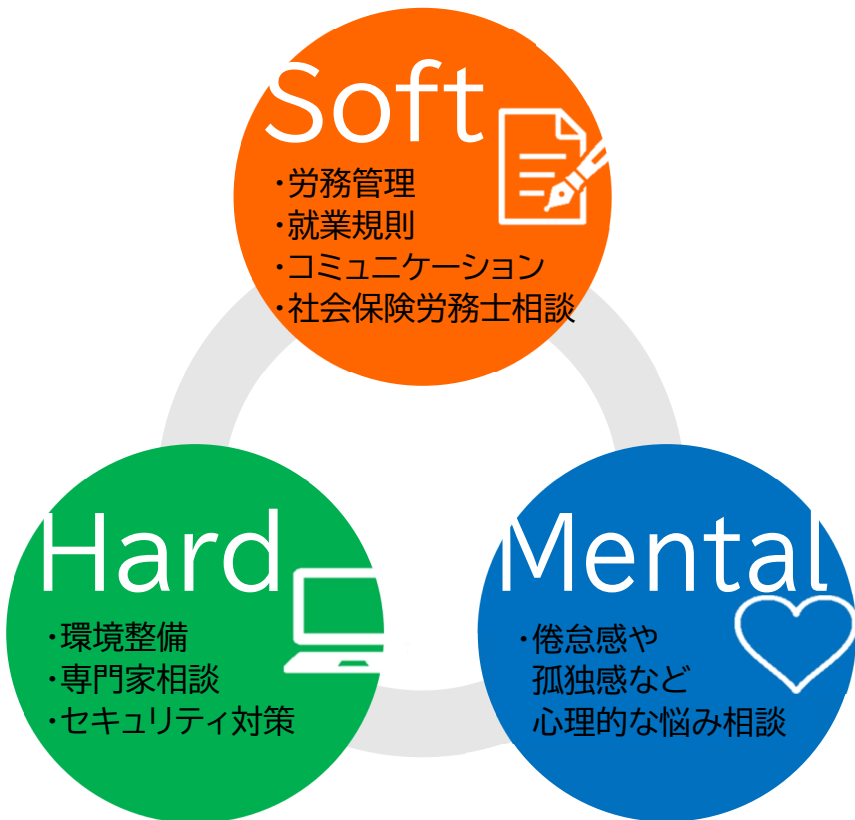 Soft
・労務管理
・就業規則
・コミュニケーション
・社会保険労務士相談
Hard
・環境整備
・専門家相談
・セキュリティ対策
Mental
・倦怠感や
孤独感など
心理的な悩み相談